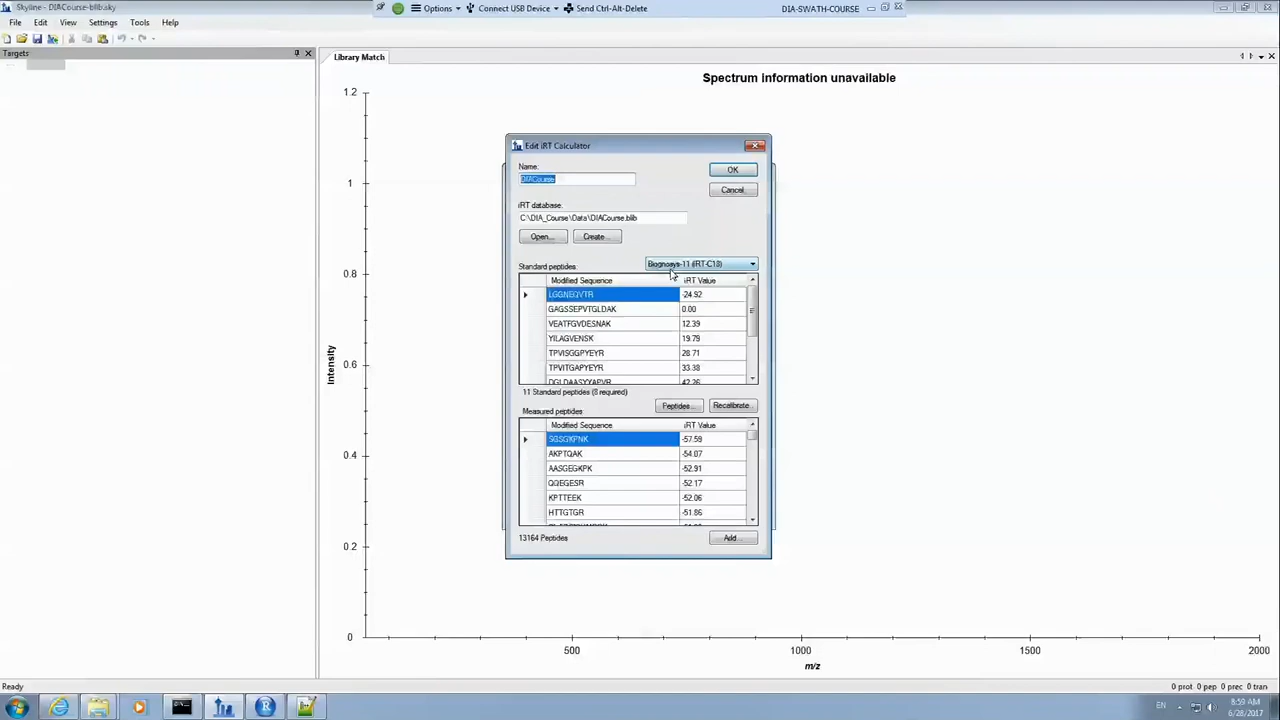 Skyline - DIACourse-blib.sky
Options
Connect USB Device
Send Ctrl-Alt-Delete
DIA-SWATH-COURSE
File Edit View Settings Tools Help
Targets
Library Match
Spectrum information unavailable
1.2
1
0.8
0.6
0.4
0.2
0
Intensity
500 1000 1500 2000
m/z
Edit iRT Calculator
Name:
DIACourse
OK
Cancel
iRT database:
C:\DIA_Course\Data\DIACourse.blib
Open...
Create...
Standard peptides:
Biognosys-11 (iRT-C18)
Modified Sequence iRT Value
LGGNEQVTR -24.92
GAGSSEPVTGLDAK 0.00
VEATFGVDESNAK 12.39
YILAGVENSK 19.79
TPVISGGPYEYR 28.71
TPVITGAPYEYR 33.38
DGLDAASYYAPVR 42.26
11 Standard peptides (8 required)
Peptides...
Recalibrate...
Measured peptides:
Modified Sequence iRT Value
SGSGKPNK -57.59
AKPTQAK -54.07
AASGEGKPK -52.91
QQEGESR -52.17
KPTTEEK -52.06
HTTGTGR -51.86
13164 Peptides
Add...
Ready
0 prot 0 pep 0 prec 0 tran
EN
8:59 AM
6/28/2017